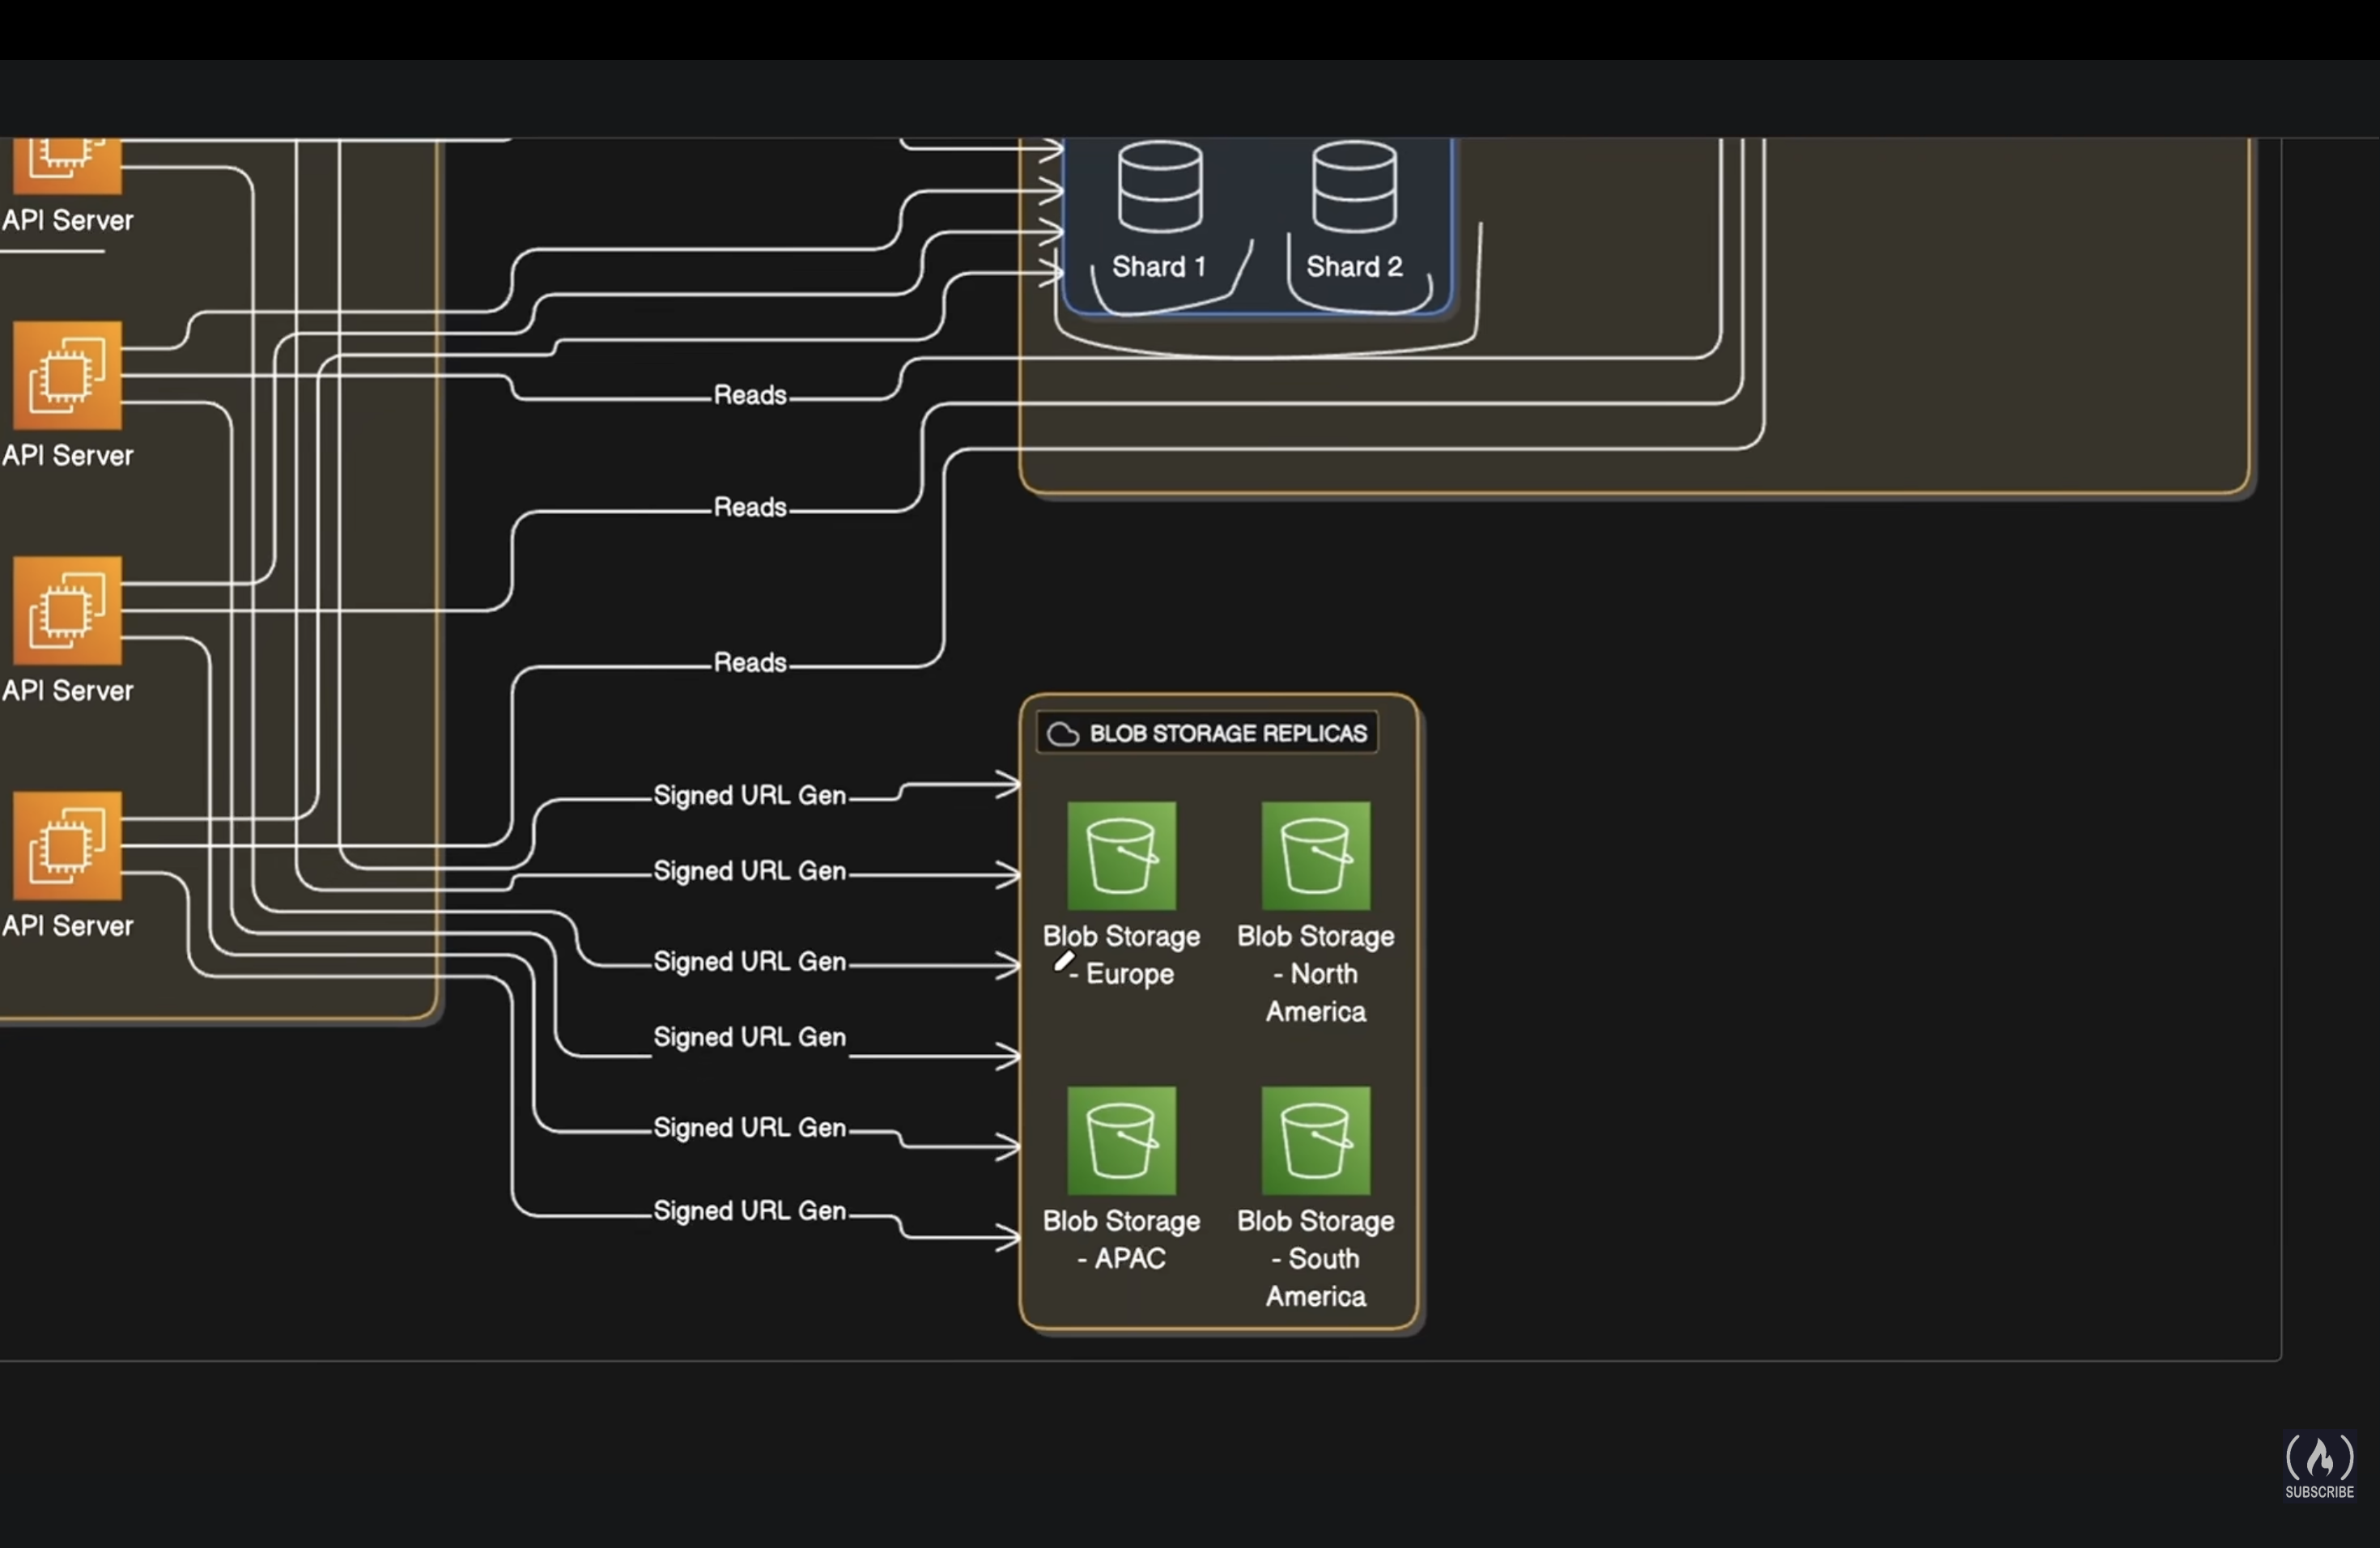 API Server
Shard 1
Shard 2
API Server
Reads
Reads
API Server
Reads
BLOB STORAGE REPLICAS
Signed URL Gen
Signed URL Gen
API Server
Blob Storage
- Europe
Blob Storage
- North
America
Signed URL Gen
Signed URL Gen
Signed URL Gen
Signed URL Gen
Blob Storage
- APAC
Blob Storage
- South
America
SUBSCRIBE